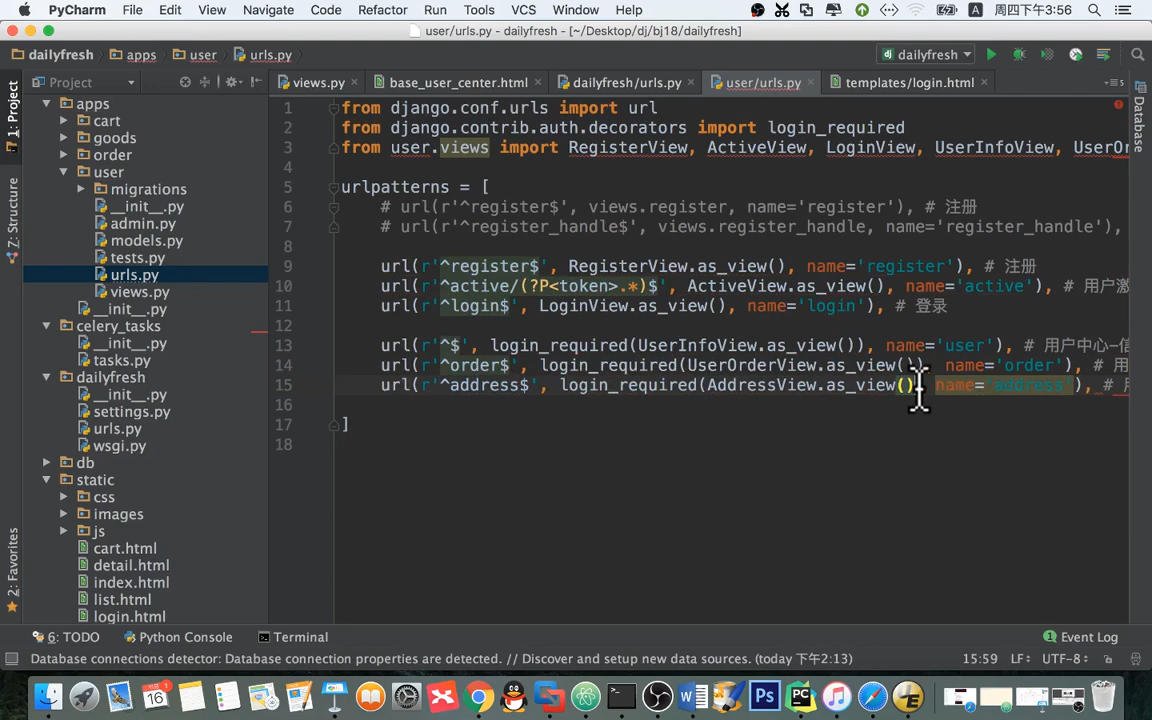 PyCharm File Edit View Navigate Code Refactor Run Tools VCS Window Help 周四下午3:56
user/urls.py - dailyfresh - [~/Desktop/dj/bj18/dailyfresh]
dailyfresh apps user urls.py dailyfresh
Project views.py base_user_center.html dailyfresh/urls.py user/urls.py templates/login.html
1: Project
7: Structure
2: Favorites
Database
apps
cart
goods
order
user
migrations
__init__.py
admin.py
models.py
tests.py
urls.py
views.py
__init__.py
celery_tasks
__init__.py
tasks.py
dailyfresh
__init__.py
settings.py
urls.py
wsgi.py
db
static
css
images
js
cart.html
detail.html
index.html
list.html
login.html
1 from django.conf.urls import url
2 from django.contrib.auth.decorators import login_required
3 from user.views import RegisterView, ActiveView, LoginView, UserInfoView, UserOr
4
5 urlpatterns = [
6 # url(r'^register$', views.register, name='register'), # 注册
7 # url(r'^register_handle$', views.register_handle, name='register_handle'),
8
9 url(r'^register$', RegisterView.as_view(), name='register'), # 注册
10 url(r'^active/(?P<token>.*)$', ActiveView.as_view(), name='active'), # 用户激
11 url(r'^login$', LoginView.as_view(), name='login'), # 登录
12
13 url(r'^$', login_required(UserInfoView.as_view()), name='user'), # 用户中心-信
14 url(r'^order$', login_required(UserOrderView.as_view()), name='order'), # 用
15 url(r'^address$', login_required(AddressView.as_view() name='address'), # 用
16
17 ]
18
6: TODO Python Console Terminal 1 Event Log
Database connections detector: Database connection properties are detected. // Discover and setup new data sources. (today 下午2:13) 15:59 LF÷ UTF-8÷